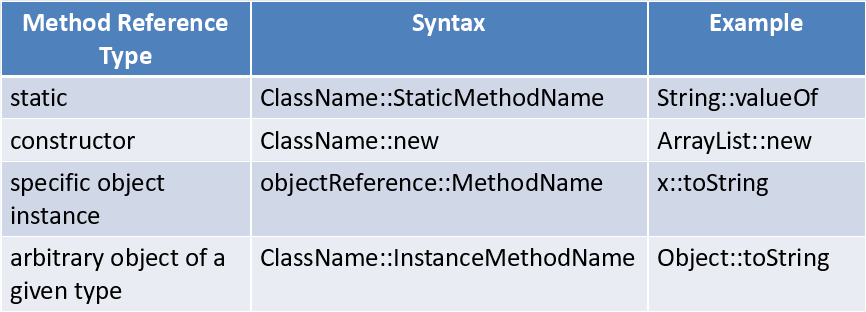 Method Reference Type Syntax Example
static ClassName::StaticMethodName String::valueOf
constructor ClassName::new ArrayList::new
specific object instance objectReference::MethodName x::toString
arbitrary object of a given type ClassName::InstanceMethodName Object::toString